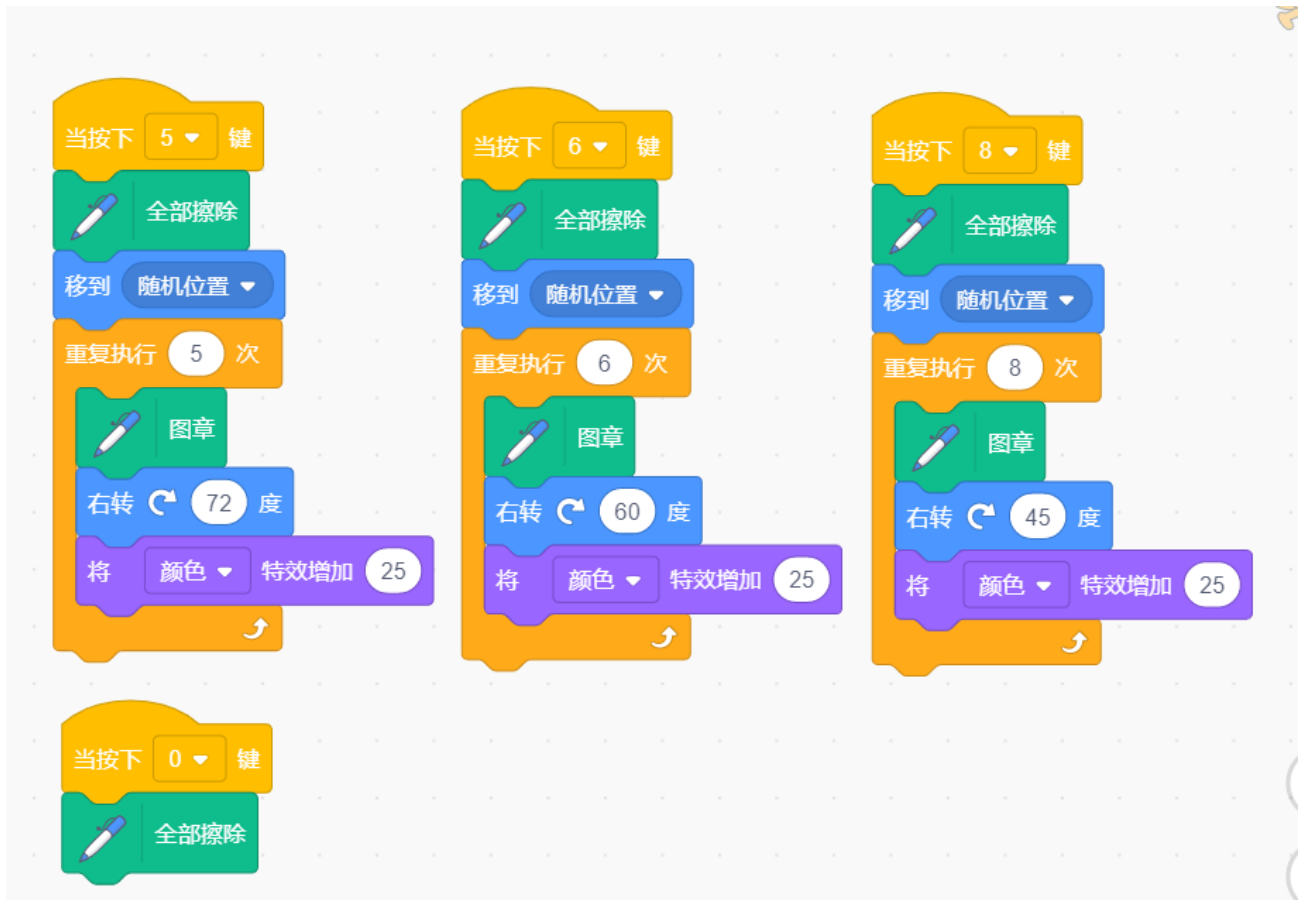 当按下 5 键
全部擦除
移到 随机位置
重复执行 5 次
图章
右转 72 度
将 颜色 特效增加 25
当按下 6 键
全部擦除
移到 随机位置
重复执行 6 次
图章
右转 60 度
将 颜色 特效增加 25
当按下 8 键
全部擦除
移到 随机位置
重复执行 8 次
图章
右转 45 度
将 颜色 特效增加 25
当按下 0 键
全部擦除